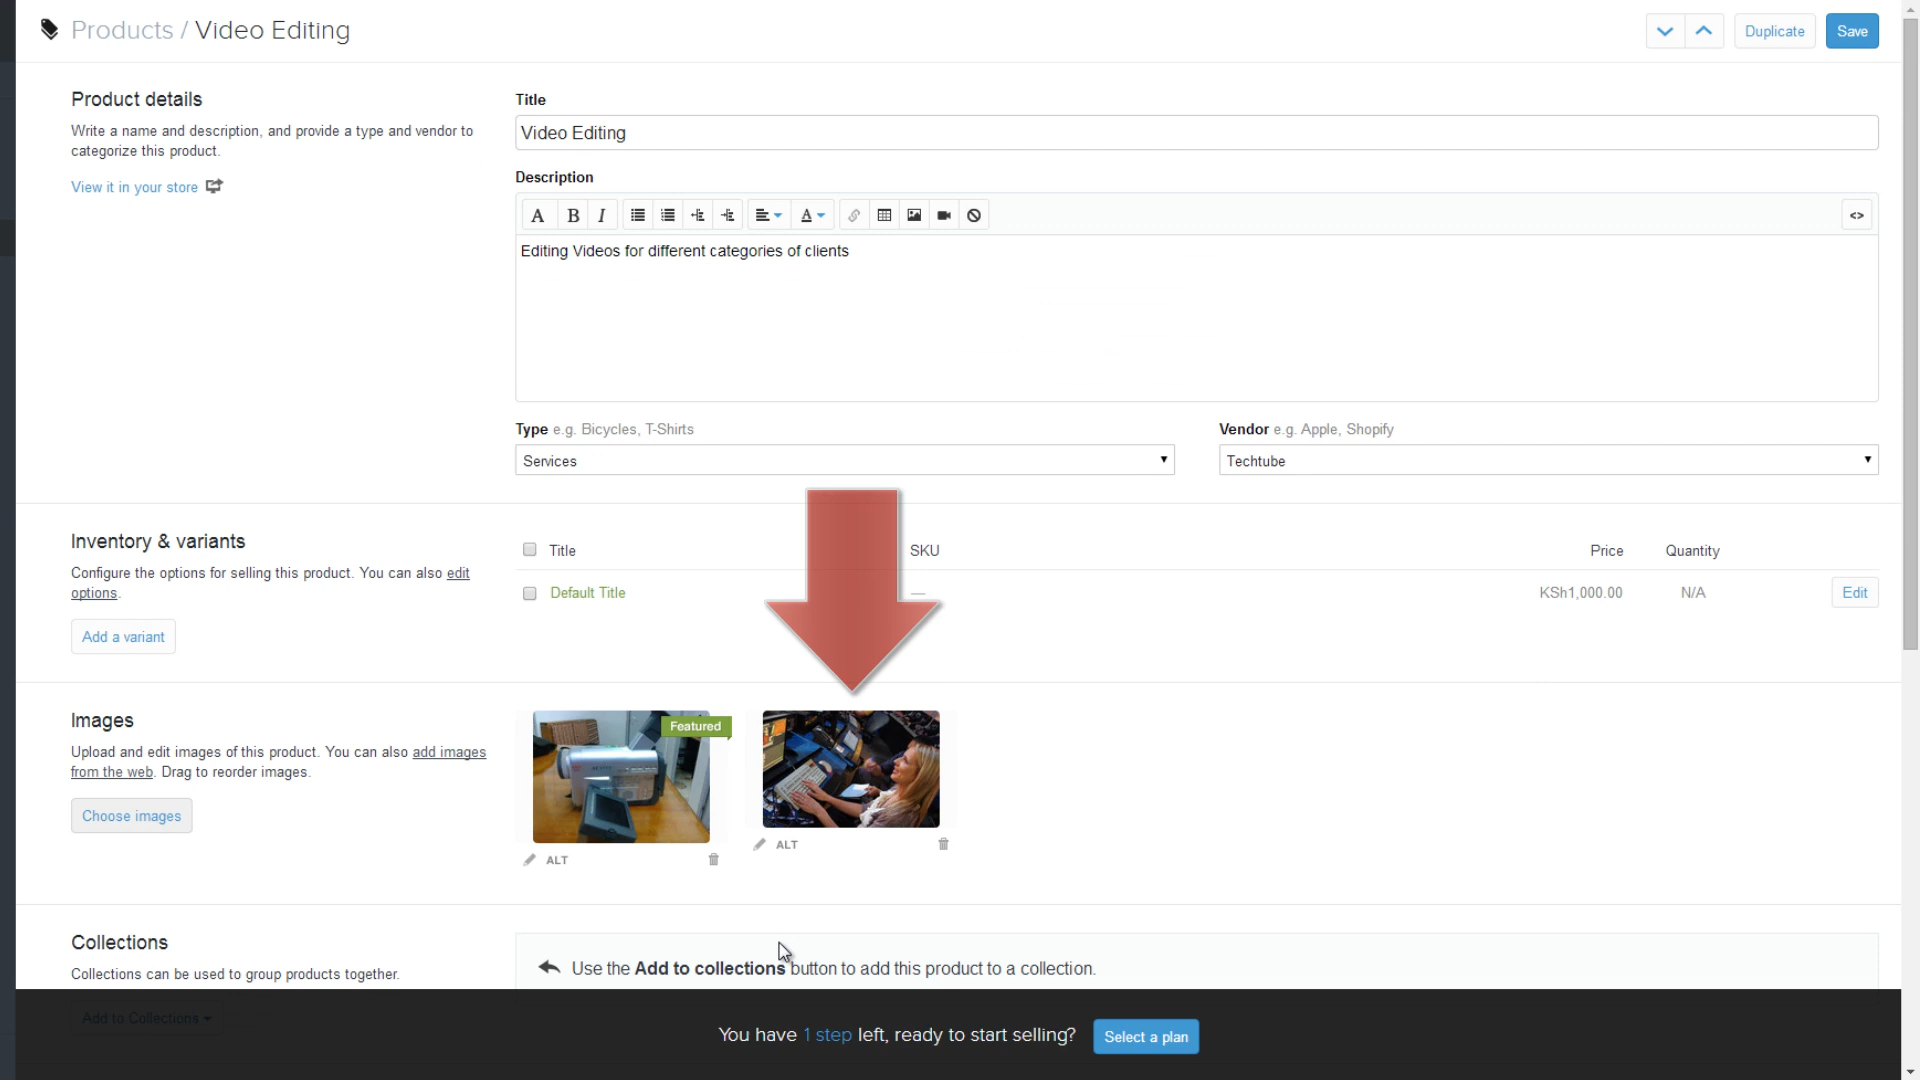 Products / Video Editing
Duplicate
Save
Product details
Write a name and description, and provide a type and vendor to
categorize this product.
View it in your store
Title
Video Editing
Description
A B I A <>
Editing Videos for different categories of clients
Type e.g. Bicycles, T-Shirts
Services
Vendor e.g. Apple, Shopify
Techtube
Inventory & variants
Configure the options for selling this product. You can also edit
options.
Add a variant
Title SKU Price Quantity
Default Title — KSh1,000.00 N/A Edit
Images
Upload and edit images of this product. You can also add images
from the web. Drag to reorder images.
Choose images
Featured
ALT
ALT
Collections
Collections can be used to group products together.
Add to Collections
Use the Add to collections button to add this product to a collection.
You have 1 step left, ready to start selling?
Select a plan